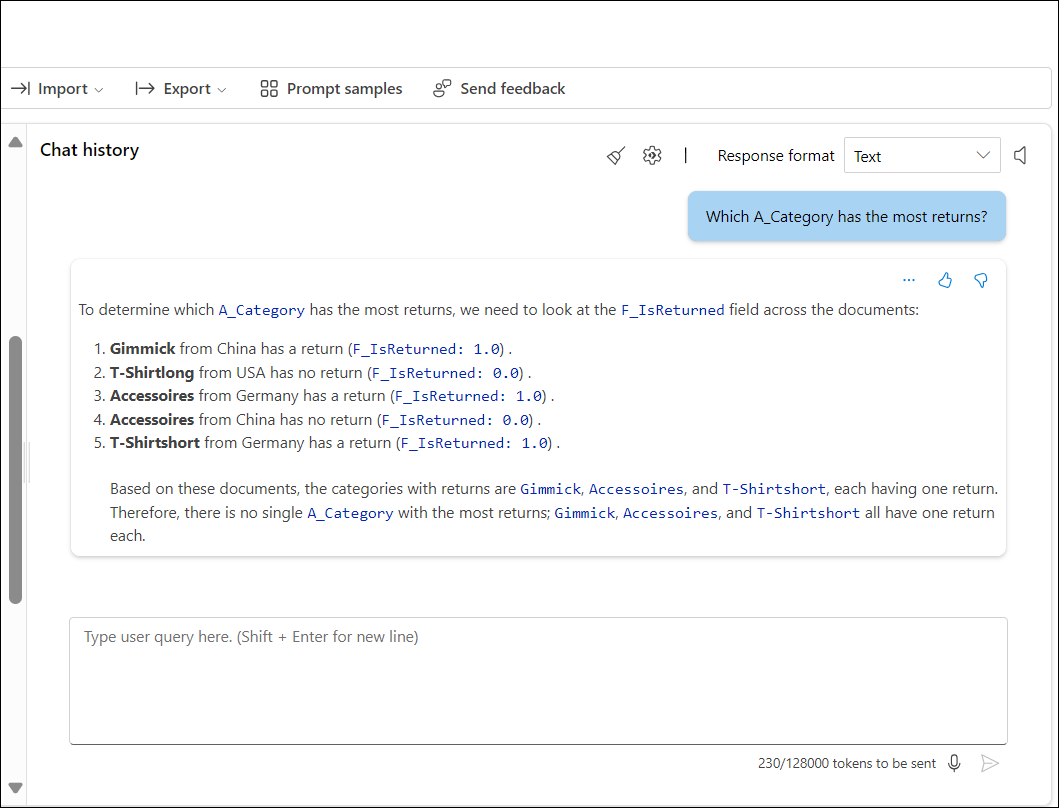 Import Export Prompt samples Send feedback
Chat history
Response format Text
Which A_Category has the most returns?
To determine which A_Category has the most returns, we need to look at the F_IsReturned field across the documents:
1. Gimmick from China has a return (F_IsReturned: 1.0) .
2. T-Shirtlong from USA has no return (F_IsReturned: 0.0) .
3. Accessoires from Germany has a return (F_IsReturned: 1.0) .
4. Accessoires from China has no return (F_IsReturned: 0.0) .
5. T-Shirtshort from Germany has a return (F_IsReturned: 1.0) .
Based on these documents, the categories with returns are Gimmick, Accessoires, and T-Shirtshort, each having one return.
Therefore, there is no single A_Category with the most returns; Gimmick, Accessoires, and T-Shirtshort all have one return
each.
Type user query here. (Shift + Enter for new line)
230/128000 tokens to be sent